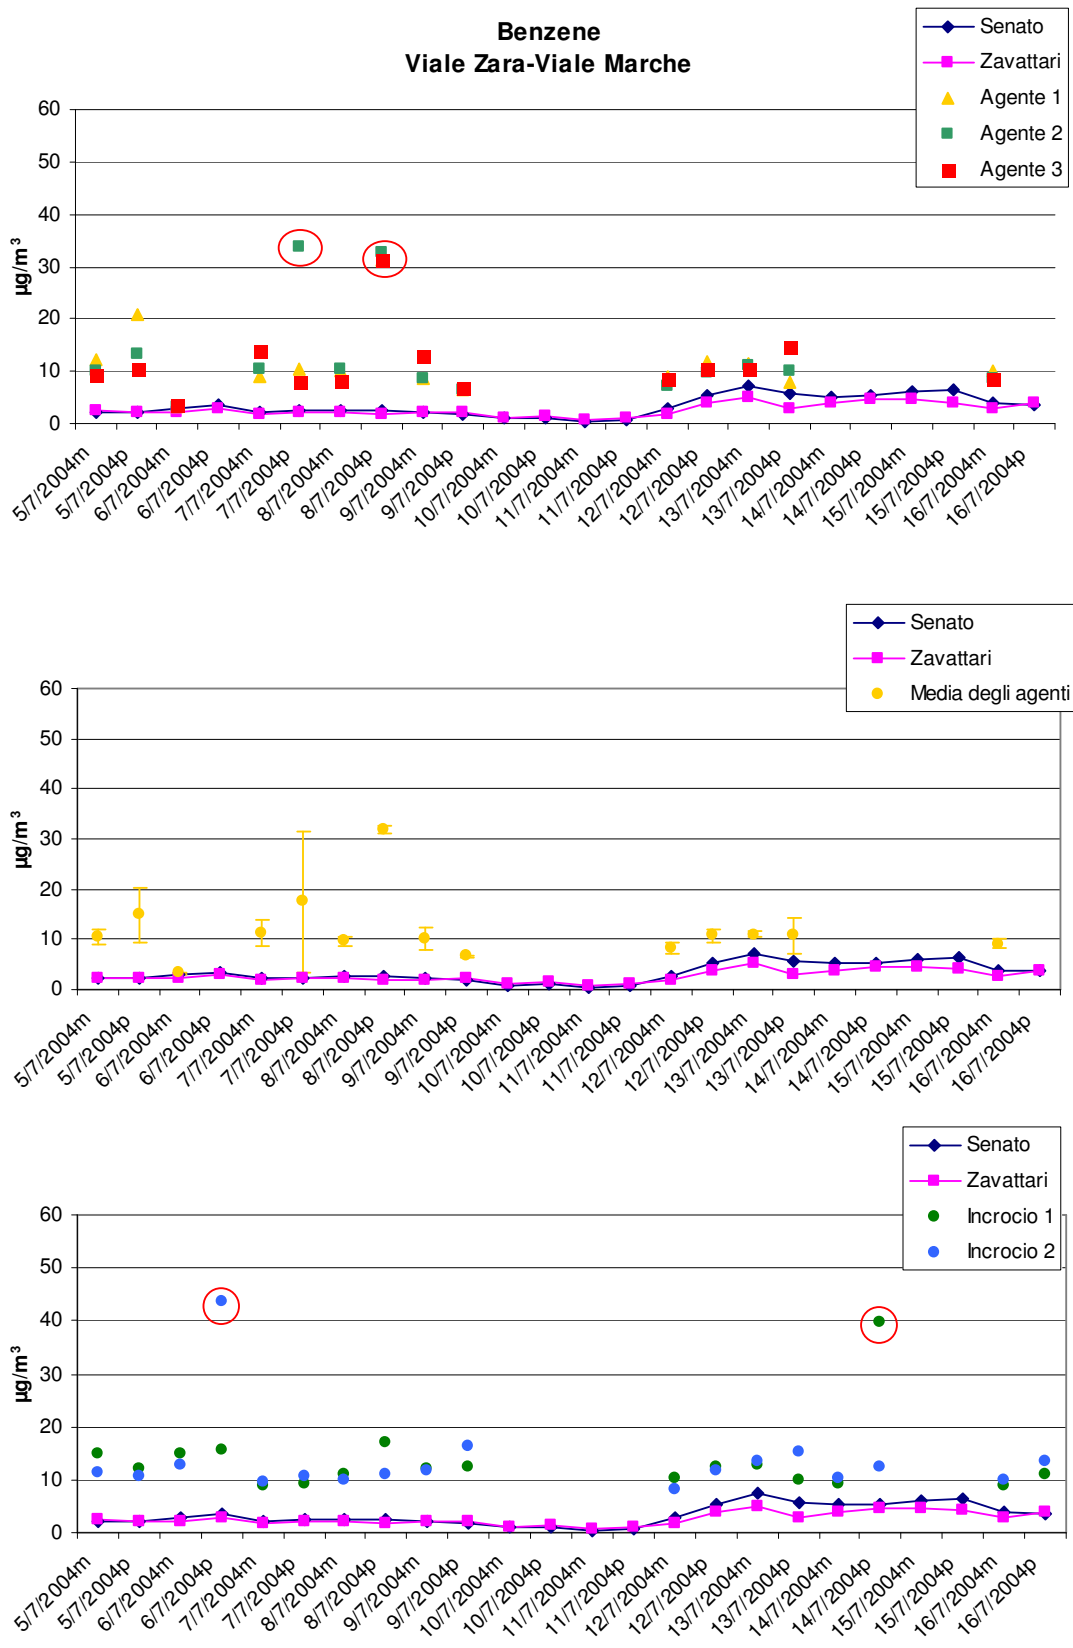 Benzene
Viale Zara-Viale Marche
Senato
Zavattari
Agente 1
Agente 2
Agente 3
60
50
40
30
20
10
0
µg/m³
5/7/2004m
5/7/2004p
6/7/2004m
6/7/2004p
7/7/2004m
7/7/2004p
8/7/2004m
8/7/2004p
9/7/2004m
9/7/2004p
10/7/2004m
10/7/2004p
11/7/2004m
11/7/2004p
12/7/2004m
12/7/2004p
13/7/2004m
13/7/2004p
14/7/2004m
14/7/2004p
15/7/2004m
15/7/2004p
16/7/2004m
16/7/2004p
Senato
Zavattari
Media degli agenti
60
50
40
30
20
10
0
µg/m³
5/7/2004m
5/7/2004p
6/7/2004m
6/7/2004p
7/7/2004m
7/7/2004p
8/7/2004m
8/7/2004p
9/7/2004m
9/7/2004p
10/7/2004m
10/7/2004p
11/7/2004m
11/7/2004p
12/7/2004m
12/7/2004p
13/7/2004m
13/7/2004p
14/7/2004m
14/7/2004p
15/7/2004m
15/7/2004p
16/7/2004m
16/7/2004p
Senato
Zavattari
Incrocio 1
Incrocio 2
60
50
40
30
20
10
0
µg/m³
5/7/2004m
5/7/2004p
6/7/2004m
6/7/2004p
7/7/2004m
7/7/2004p
8/7/2004m
8/7/2004p
9/7/2004m
9/7/2004p
10/7/2004m
10/7/2004p
11/7/2004m
11/7/2004p
12/7/2004m
12/7/2004p
13/7/2004m
13/7/2004p
14/7/2004m
14/7/2004p
15/7/2004m
15/7/2004p
16/7/2004m
16/7/2004p